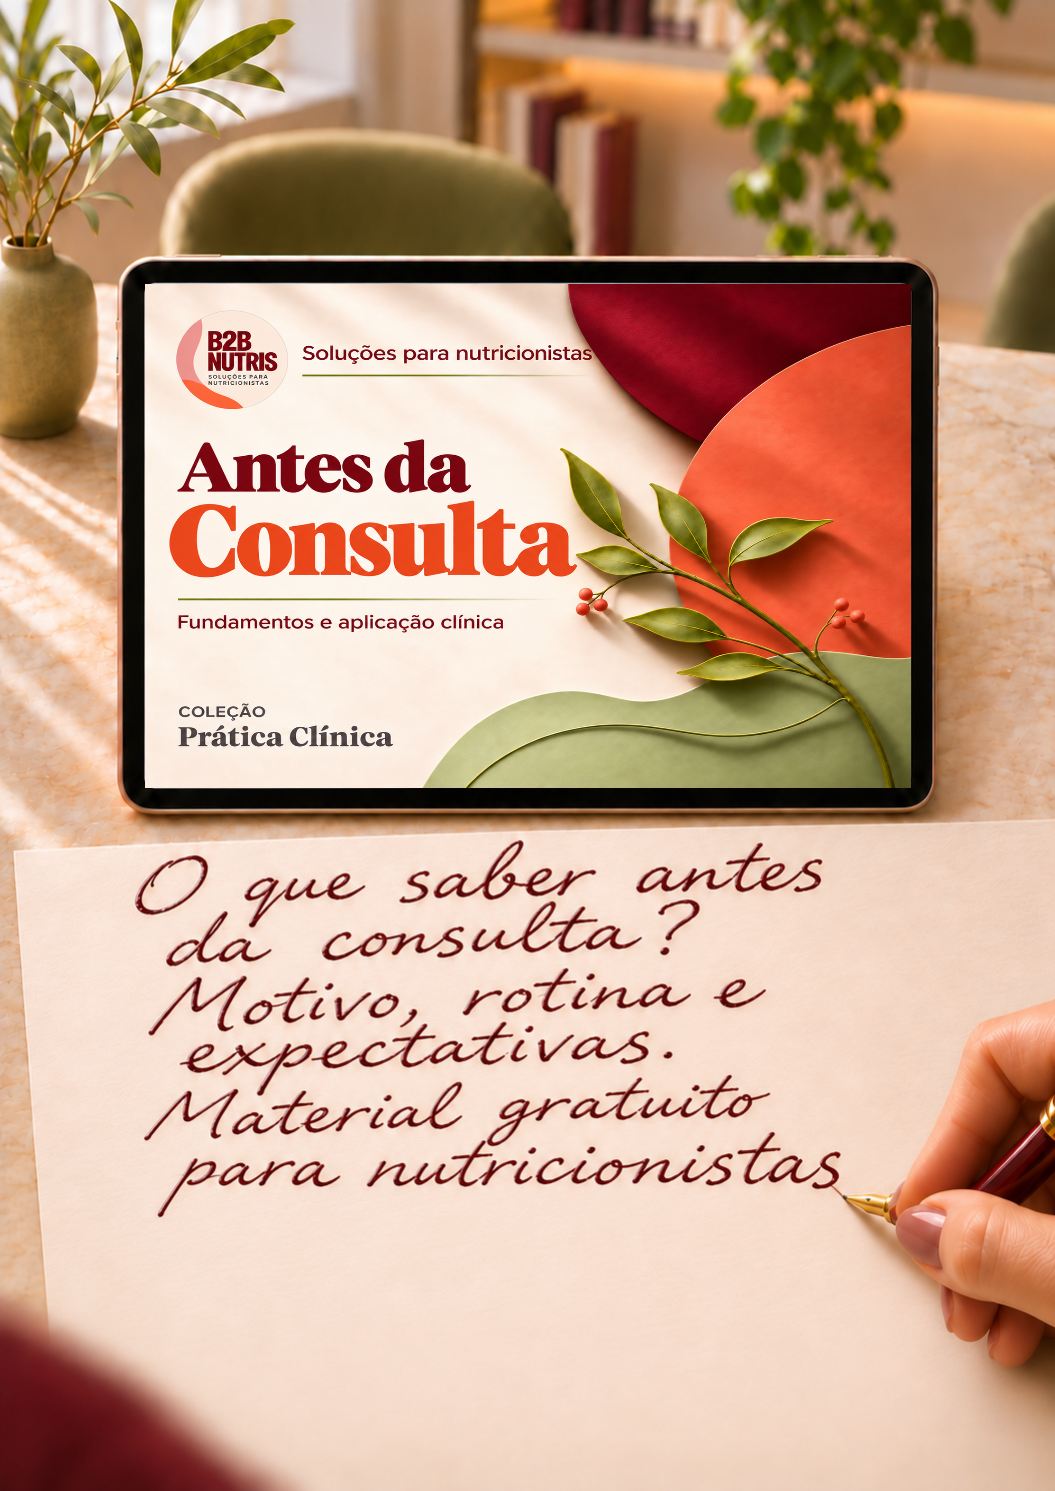 B2B
NUTRIS
SOLUÇÕES PARA
NUTRICIONISTAS
Soluções para nutricionistas
Antes da
Consulta
Fundamentos e aplicação clínica
COLEÇÃO
Prática Clínica
O que saber antes
da consulta?
Motivo, rotina e
expectativas.
Material gratuito
para nutricionistas